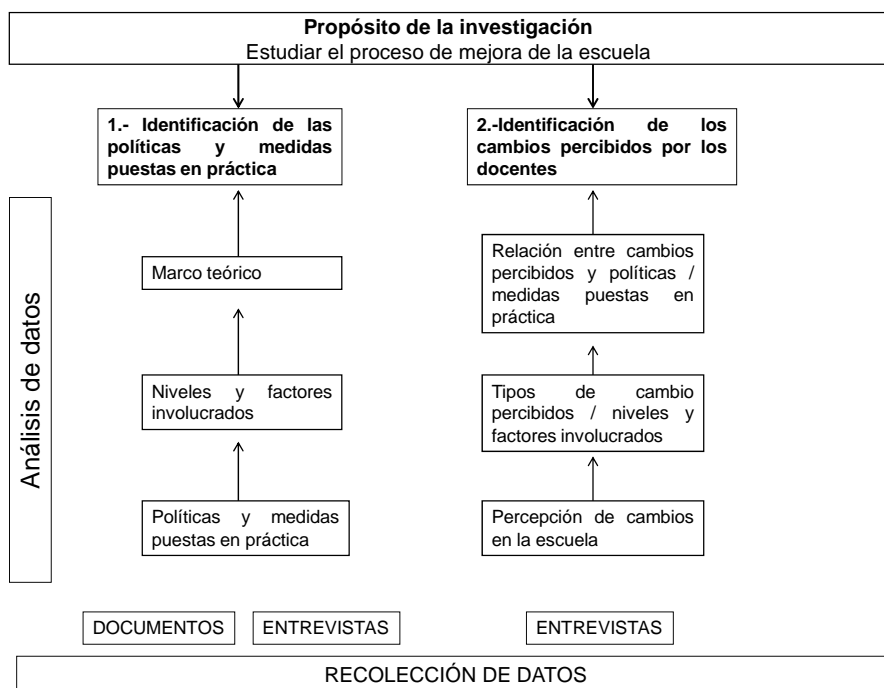 Propósito de la investigación
Estudiar el proceso de mejora de la escuela
1.- Identificación de las
políticas y medidas
puestas en práctica
2.-Identificación de los
cambios percibidos por los
docentes
Análisis de datos
Marco teórico
Relación entre cambios
percibidos y políticas /
medidas puestas en
práctica
Niveles y factores
involucrados
Tipos de cambio
percibidos / niveles y
factores involucrados
Políticas y medidas
puestas en práctica
Percepción de cambios
en la escuela
DOCUMENTOS
ENTREVISTAS
ENTREVISTAS
RECOLECCIÓN DE DATOS